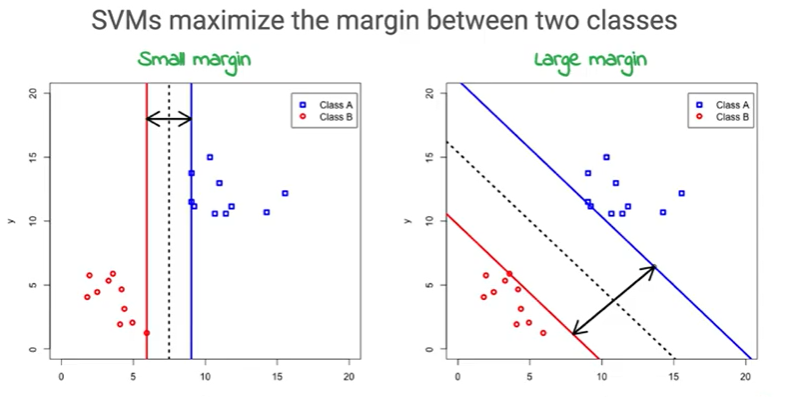 SVMs maximize the margin between two classes
Small margin
Class A
Class B
y
20
15
10
5
0
0 5 10 15 20
Large margin
Class A
Class B
y
20
15
10
5
0
0 5 10 15 20